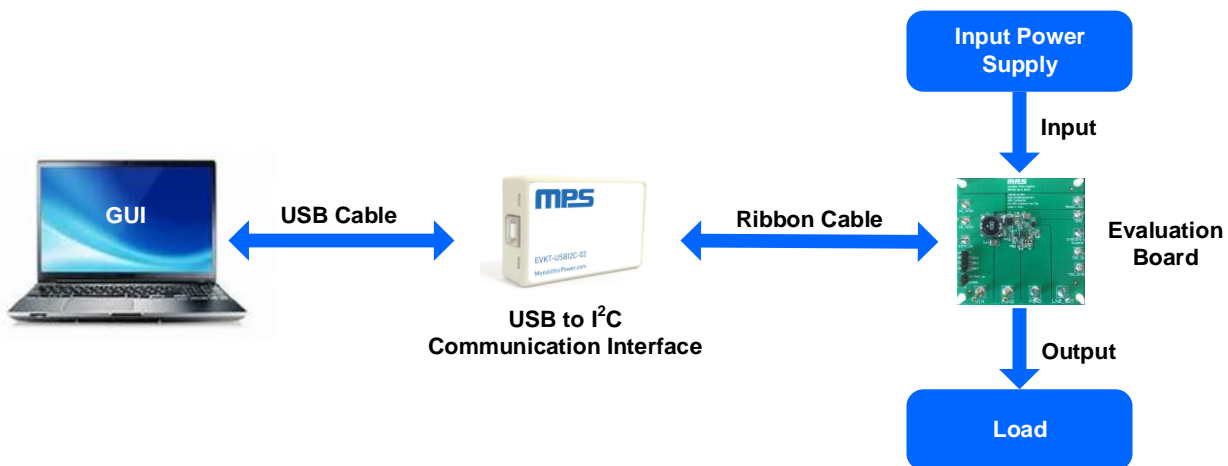 Input Power
Supply
Input
GUI
USB Cable
MPS
EVKT-USBI2C-02
MonolithicPower.com
USB to I²C
Communication Interface
Ribbon Cable
MPS
Evaluation
Board
Output
Load